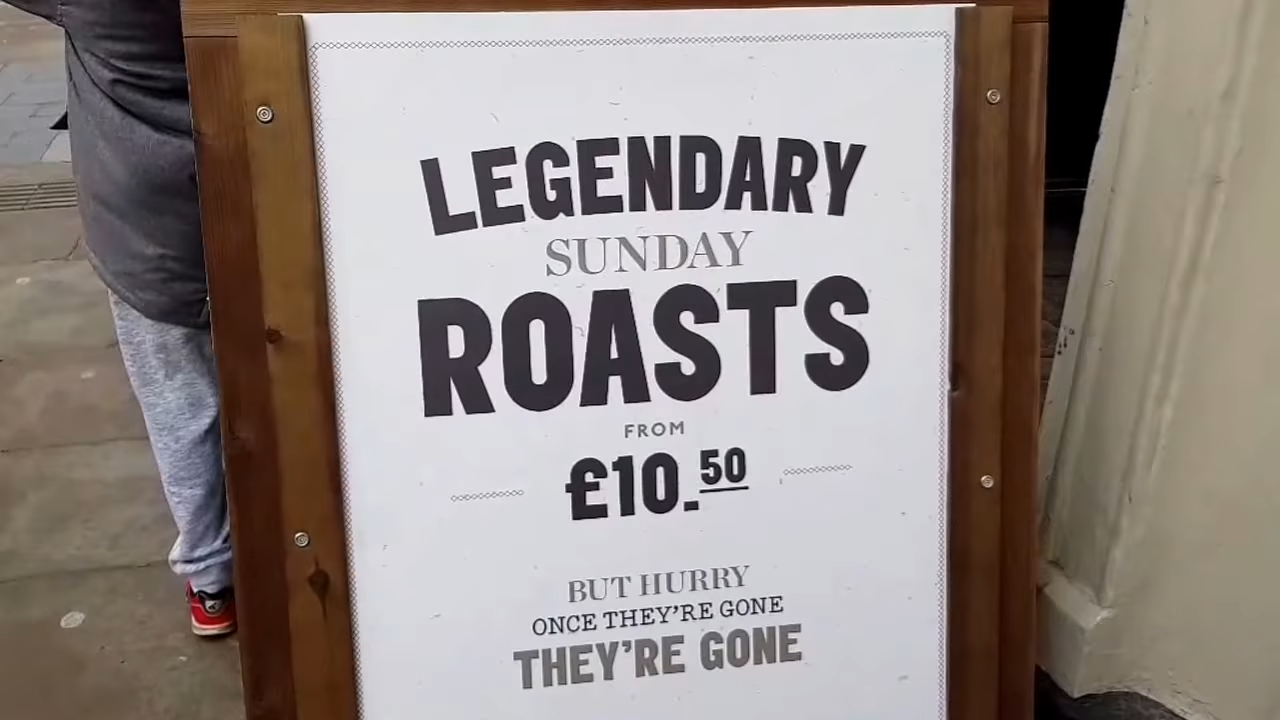 LEGENDARY
SUNDAY
ROASTS
FROM
£10.50
BUT HURRY
ONCE THEY'RE GONE
THEY'RE GONE